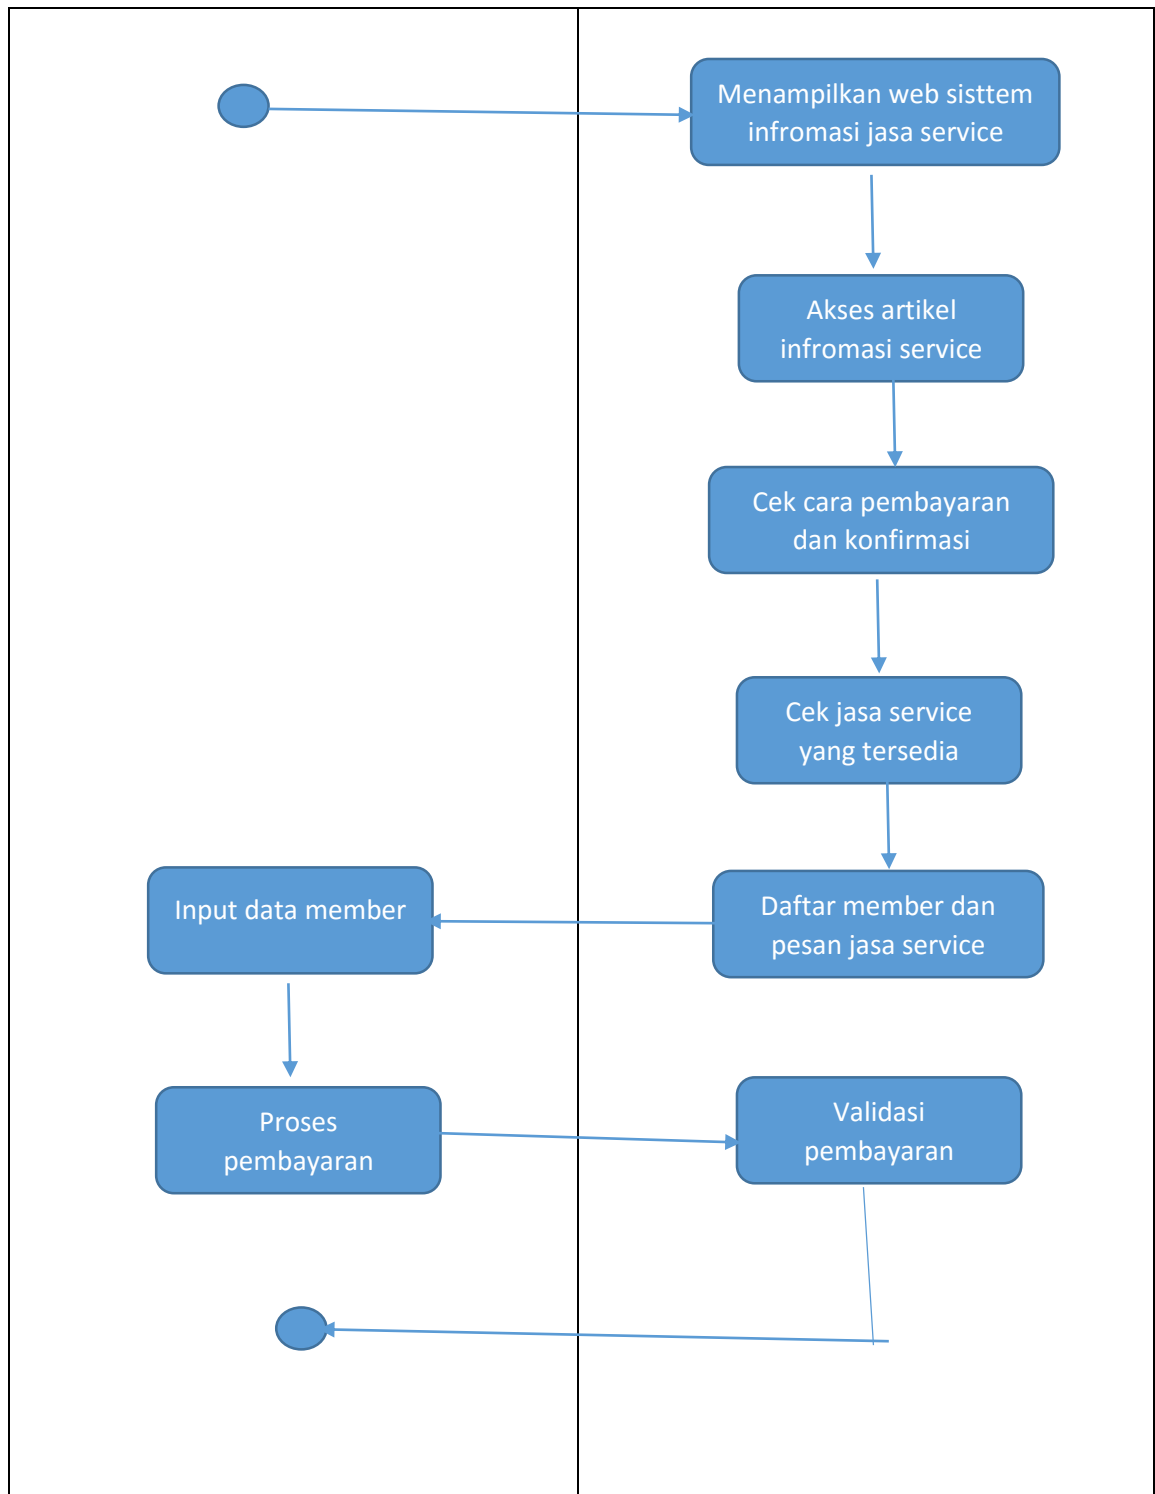 Menampilkan web sisttem
infromasi jasa service
Akses artikel
infromasi service
Cek cara pembayaran
dan konfirmasi
Cek jasa service
yang tersedia
Input data member
Daftar member dan
pesan jasa service
Proses
pembayaran
Validasi
pembayaran